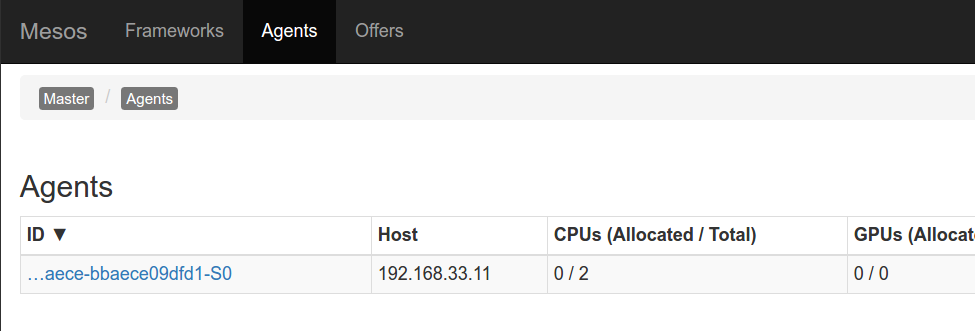 Mesos Frameworks Agents Offers
Master / Agents
Agents
ID ▼ Host CPUs (Allocated / Total) GPUs (Allocat
…aece-bbaece09dfd1-S0 192.168.33.11 0 / 2 0 / 0